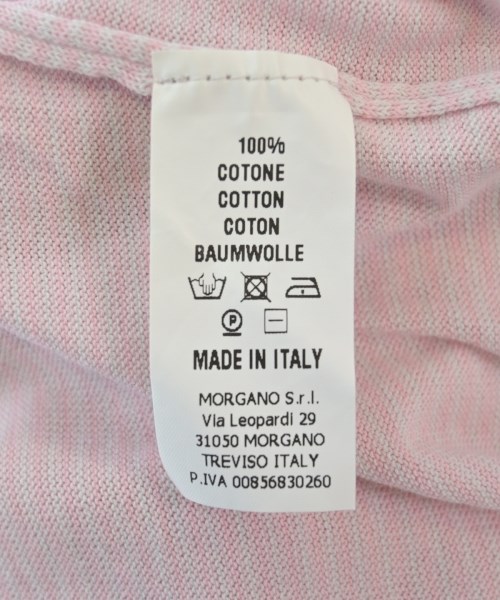 100%
COTONE
COTTON
COTON
BAUMWOLLE
P
MADE IN ITALY
MORGANO S.r.l.
Via Leopardi 29
31050 MORGANO
TREVISO ITALY
P.IVA 00856830260